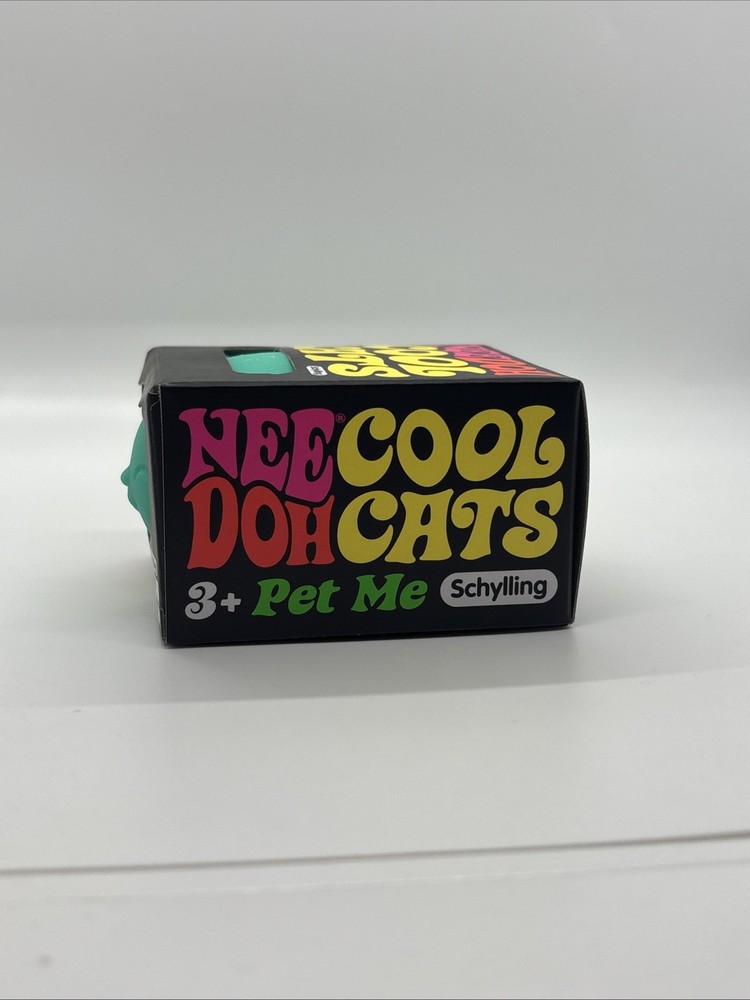 NEE® COOL
DOH CATS
3+ Pet Me Schylling